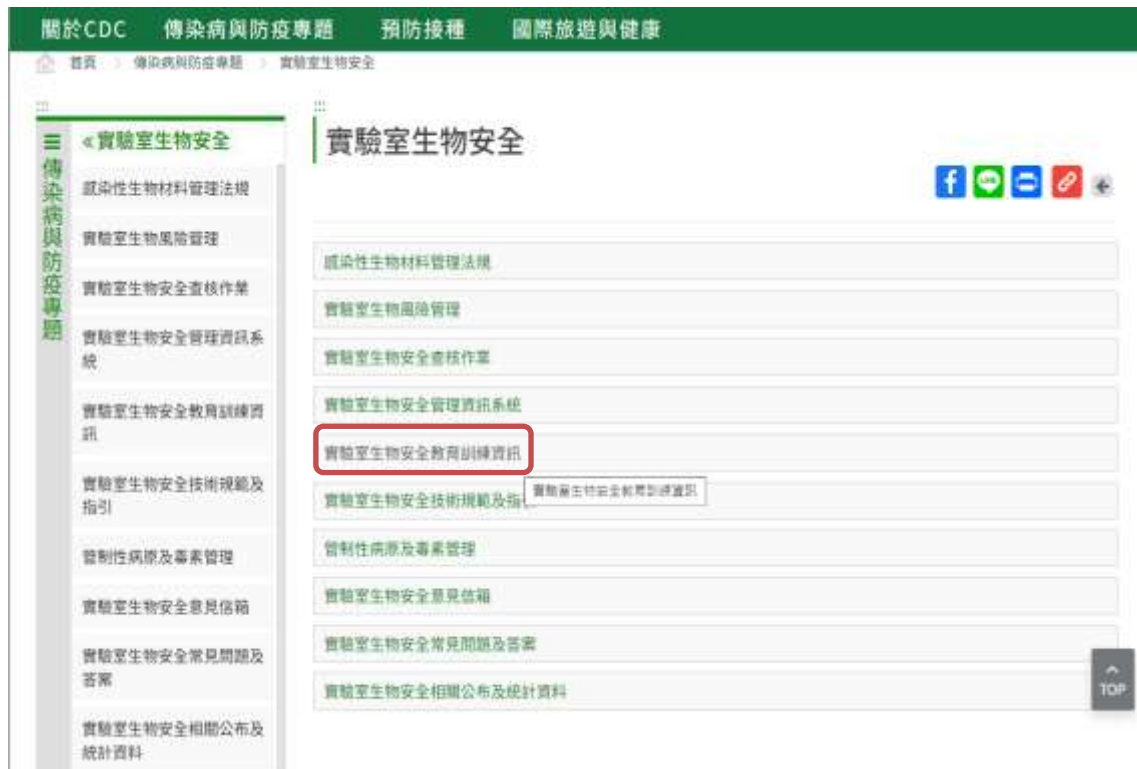 關於CDC 傳染病與防疫專題 預防接種 國際旅遊與健康
首頁 傳染病與防疫專題 實驗室生物安全
傳染病與防疫專題
«實驗室生物安全
感染性生物材料管理法規
實驗室生物風險管理
實驗室生物安全查核作業
實驗室生物安全管理資訊系
統
實驗室生物安全教育訓練資
訊
實驗室生物安全技術規範及
指引
管制性病原及毒素管理
實驗室生物安全意見信箱
實驗室生物安全常見問題及
答案
實驗室生物安全相關公布及
統計資料
實驗室生物安全
感染性生物材料管理法規
實驗室生物風險管理
實驗室生物安全查核作業
實驗室生物安全管理資訊系統
實驗室生物安全教育訓練資訊
實驗室生物安全教育訓練資訊
實驗室生物安全技術規範及指引
管制性病原及毒素管理
實驗室生物安全意見信箱
實驗室生物安全常見問題及答案
實驗室生物安全相關公布及統計資料
TOP